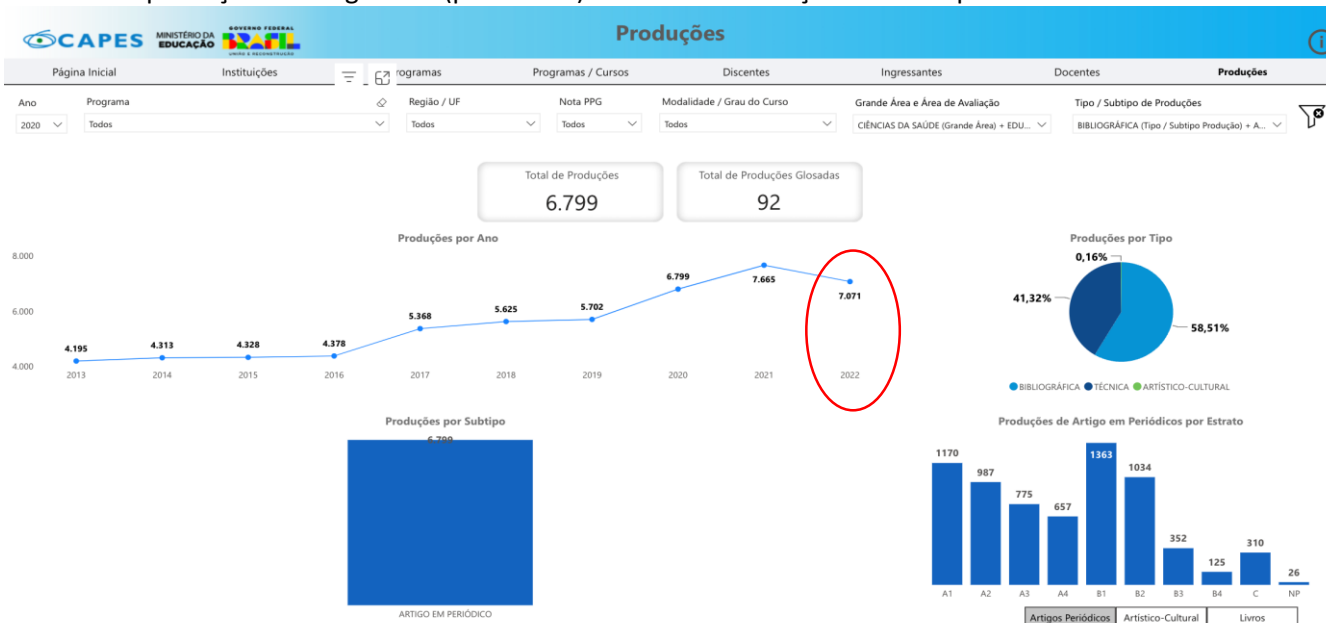 CAPES
MINISTÉRIO DA
EDUCAÇÃO
GOVERNO FEDERAL
BRASIL
UNIÃO E RECONSTRUÇÃO
Produções
Página Inicial
Instituições
rogramas
Programas / Cursos
Discentes
Ingressantes
Docentes
Produções
Ano
Programa
Região / UF
Nota PPG
Modalidade / Grau do Curso
Grande Área e Área de Avaliação
Tipo / Subtipo de Produções
2020
Todos
Todos
Todos
Todos
CIÊNCIAS DA SAÚDE (Grande Área) + EDU...
BIBLIOGRÁFICA (Tipo / Subtipo Produção) + A...
Total de Produções
6.799
Total de Produções Glosadas
92
Produções por Ano
8.000
6.000
4.000
4.195
4.313
4.328
4.378
5.368
5.625
5.702
6.799
7.665
7.071
2013
2014
2015
2016
2017
2018
2019
2020
2021
2022
Produções por Tipo
0,16%
41,32%
58,51%
BIBLIOGRÁFICA
TÉCNICA
ARTÍSTICO-CULTURAL
Produções por Subtipo
6.799
ARTIGO EM PERIÓDICO
Produções de Artigo em Periódicos por Estrato
1170
987
775
657
1363
1034
352
125
310
26
A1
A2
A3
A4
B1
B2
B3
B4
C
NP
Artigos Periódicos
Artístico-Cultural
Livros